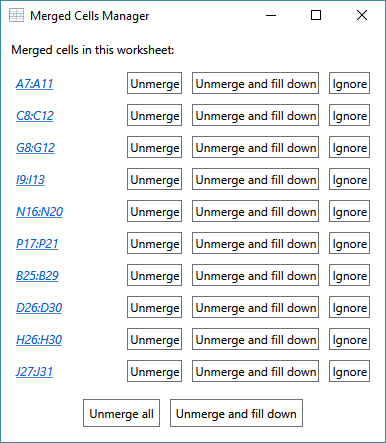 Merged Cells Manager
Merged cells in this worksheet:
A7:A11 Unmerge Unmerge and fill down Ignore
C8:C12 Unmerge Unmerge and fill down Ignore
G8:G12 Unmerge Unmerge and fill down Ignore
I9:I13 Unmerge Unmerge and fill down Ignore
N16:N20 Unmerge Unmerge and fill down Ignore
P17:P21 Unmerge Unmerge and fill down Ignore
B25:B29 Unmerge Unmerge and fill down Ignore
D26:D30 Unmerge Unmerge and fill down Ignore
H26:H30 Unmerge Unmerge and fill down Ignore
J27:J31 Unmerge Unmerge and fill down Ignore
Unmerge all Unmerge and fill down